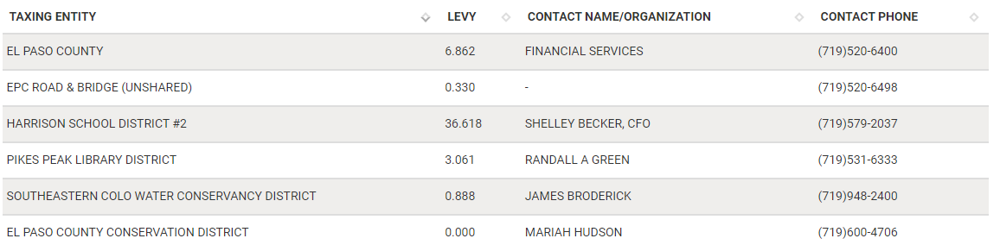 TAXING ENTITY LEVY CONTACT NAME/ORGANIZATION CONTACT PHONE
EL PASO COUNTY 6.862 FINANCIAL SERVICES (719)520-6400
EPC ROAD & BRIDGE (UNSHARED) 0.330 - (719)520-6498
HARRISON SCHOOL DISTRICT #2 36.618 SHELLEY BECKER, CFO (719)579-2037
PIKES PEAK LIBRARY DISTRICT 3.061 RANDALL A GREEN (719)531-6333
SOUTHEASTERN COLO WATER CONSERVANCY DISTRICT 0.888 JAMES BRODERICK (719)948-2400
EL PASO COUNTY CONSERVATION DISTRICT 0.000 MARIAH HUDSON (719)600-4706